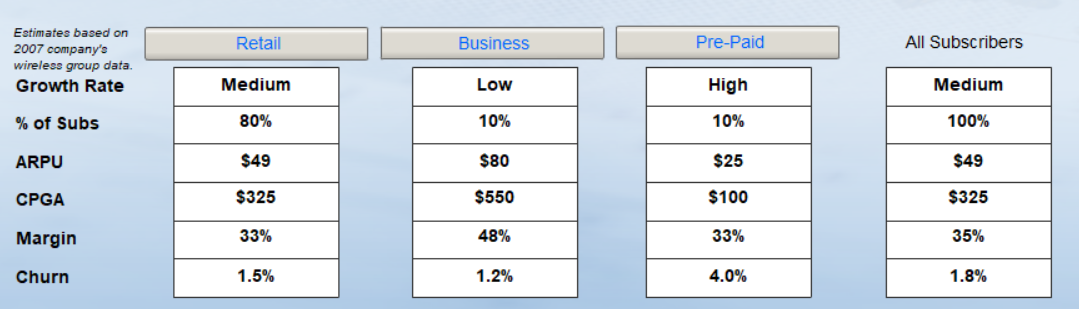 Estimates based on
2007 company's
wireless group data.
Retail Business Pre-Paid All Subscribers
Growth Rate Medium Low High Medium
% of Subs 80% 10% 10% 100%
ARPU $49 $80 $25 $49
CPGA $325 $550 $100 $325
Margin 33% 48% 33% 35%
Churn 1.5% 1.2% 4.0% 1.8%